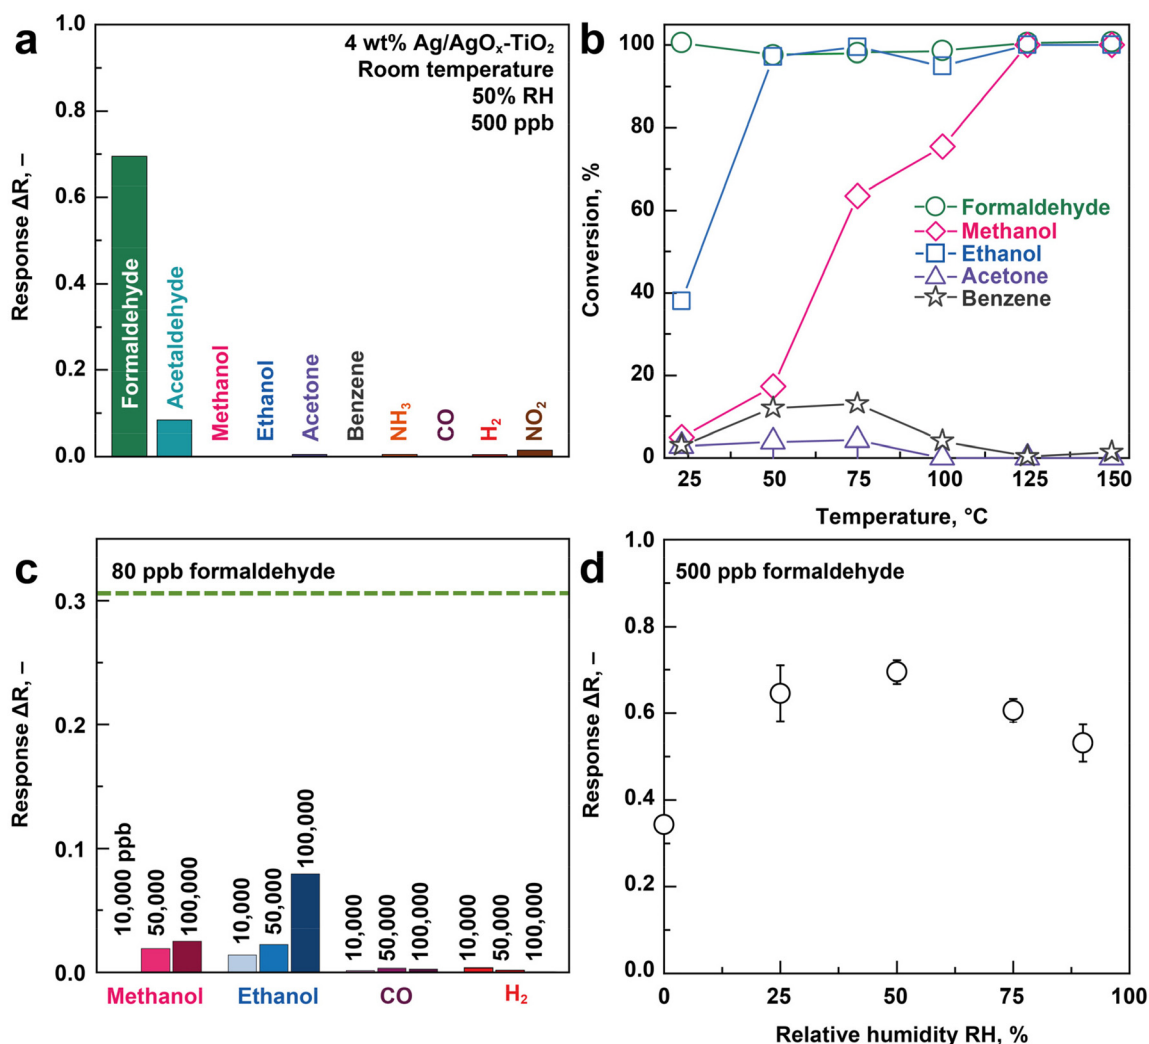 a
4 wt% Ag/AgOₓ-TiO₂
Room temperature
50% RH
500 ppb
Response ΔR, –
1.0
0.8
0.6
0.4
0.2
0.0
Formaldehyde
Acetaldehyde
Methanol
Ethanol
Acetone
Benzene
NH₃
CO
H₂
NO₂
b
Conversion, %
100
80
60
40
20
0
Formaldehyde
Methanol
Ethanol
Acetone
Benzene
25 50 75 100 125 150
Temperature, °C
c
80 ppb formaldehyde
Response ΔR, –
0.3
0.2
0.1
0.0
10,000 ppb
50,000
100,000
10,000
50,000
100,000
10,000
50,000
100,000
10,000
50,000
100,000
Methanol Ethanol CO H₂
d
500 ppb formaldehyde
Response ΔR, –
1.0
0.8
0.6
0.4
0.2
0.0
0 25 50 75 100
Relative humidity RH, %